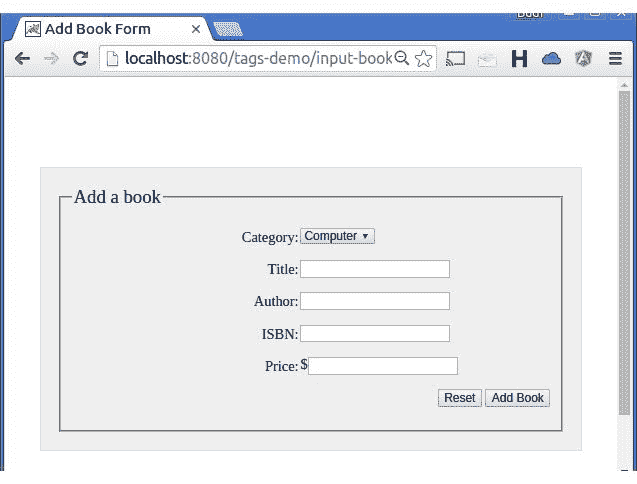 Add Book Form
localhost:8080/tags-demo/input-book
Add a book
Category: Computer
Title:
Author:
ISBN:
Price: $
Reset Add Book